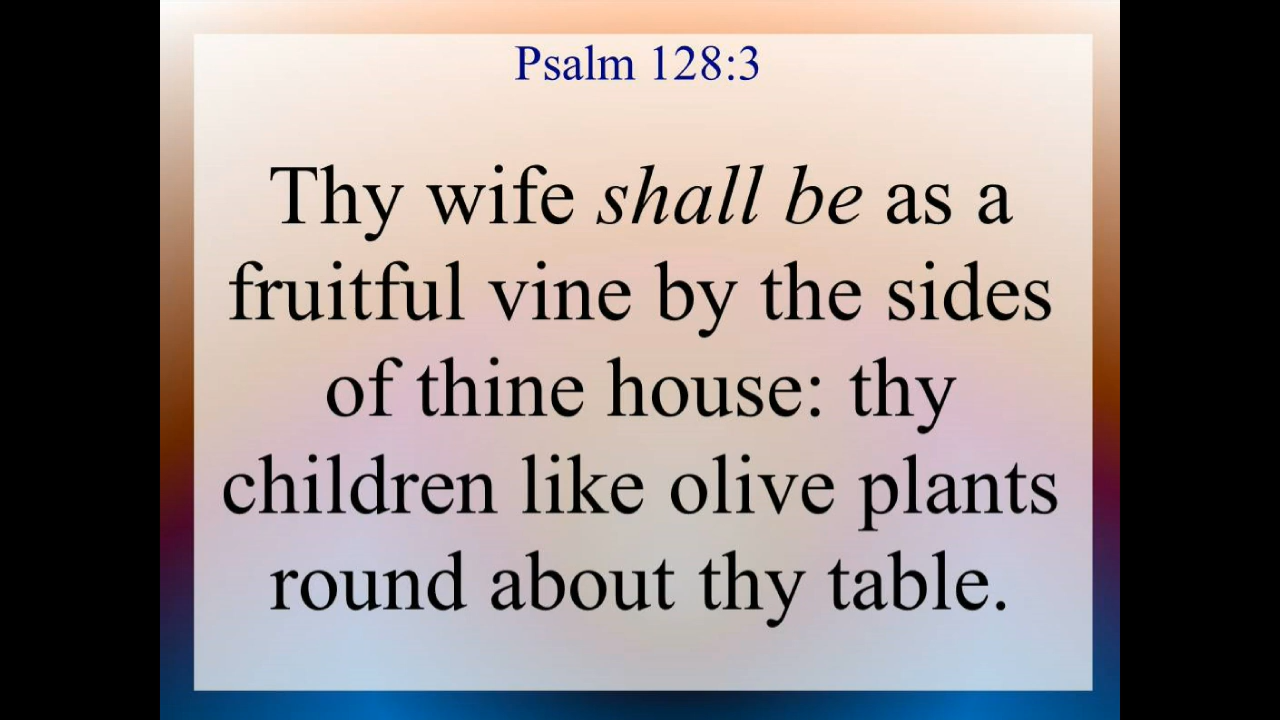 Psalm 128:3
Thy wife shall be as a
fruitful vine by the sides
of thine house: thy
children like olive plants
round about thy table.